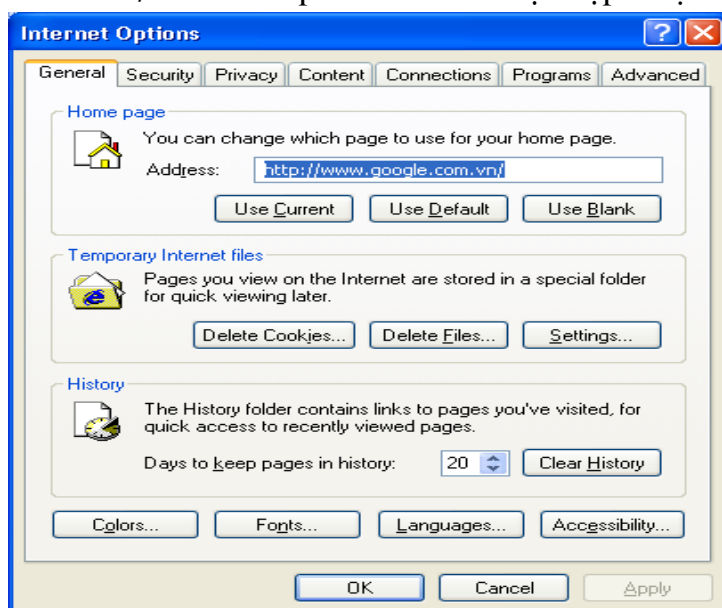 Internet Options
General Security Privacy Content Connections Programs Advanced
Home page
You can change which page to use for your home page.
Address: http://www.google.com.vn/
Use Current Use Default Use Blank
Temporary Internet files
Pages you view on the Internet are stored in a special folder
for quick viewing later.
Delete Cookies... Delete Files... Settings...
History
The History folder contains links to pages you've visited, for
quick access to recently viewed pages.
Days to keep pages in history: 20 Clear History
Colors... Fonts... Languages... Accessibility...
OK Cancel Apply